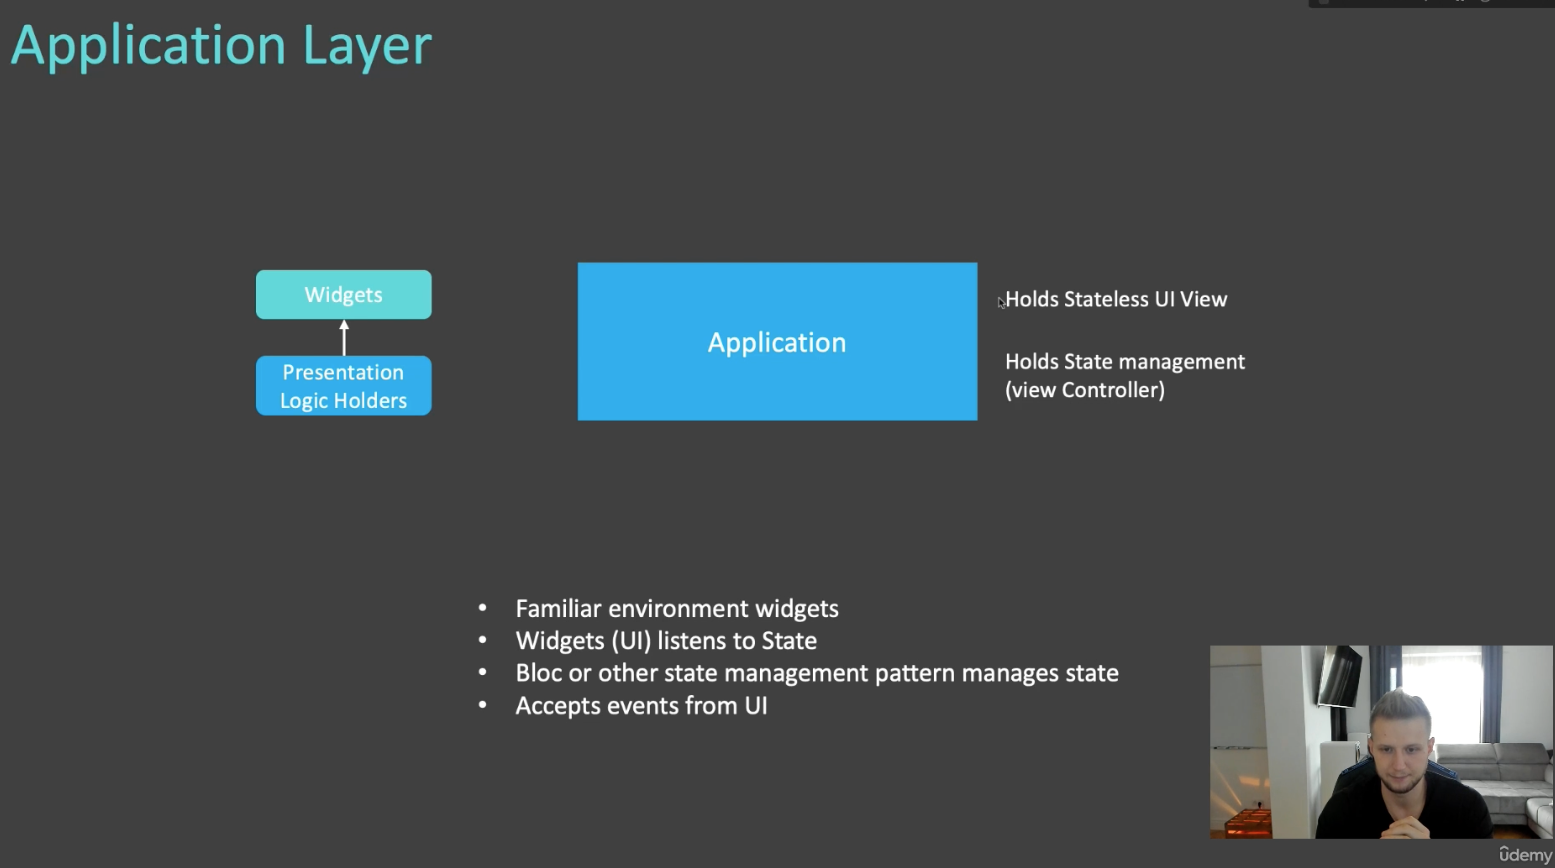 Application Layer
Widgets
Presentation
Logic Holders
Application
Holds Stateless UI View
Holds State management
(view Controller)
• Familiar environment widgets
• Widgets (UI) listens to State
• Bloc or other state management pattern manages state
• Accepts events from UI
ûdemy